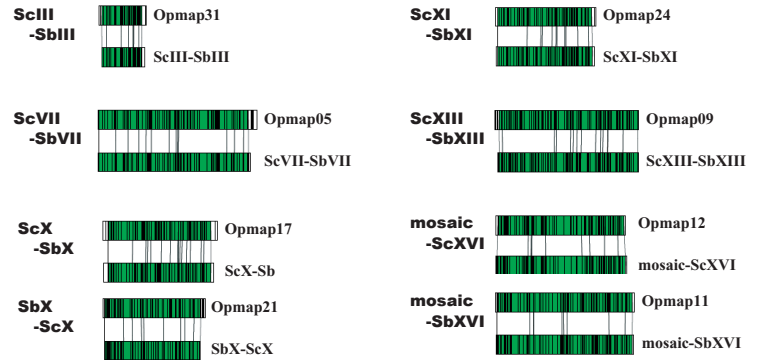 ScIII
-SbIII
Opmap31
ScIII-SbIII
ScVII
-SbVII
Opmap05
ScVII-SbVII
ScX
-SbX
Opmap17
ScX-Sb
SbX
-ScX
Opmap21
SbX-ScX
ScXI
-SbXI
Opmap24
ScXI-SbXI
ScXIII
-SbXIII
Opmap09
ScXIII-SbXIII
mosaic
-ScXVI
Opmap12
mosaic-ScXVI
mosaic
-SbXVI
Opmap11
mosaic-SbXVI